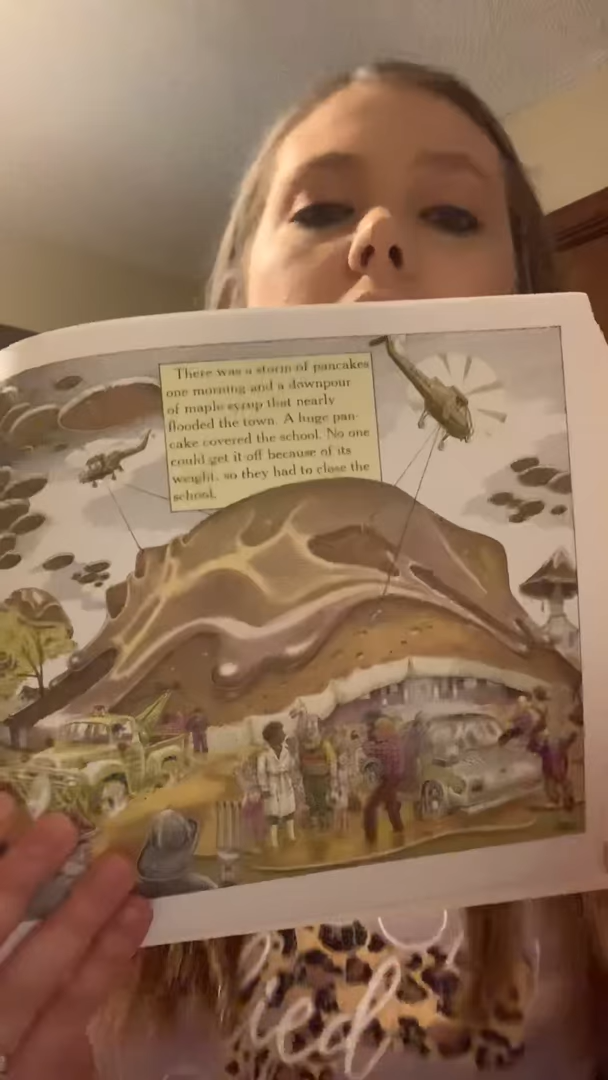 There was a storm of pancakes
one morning and a downpour
of maple syrup that nearly
flooded the town. A huge pan-
cake covered the school. No one
could get it off because of its
weight, so they had to close the
school.
ied